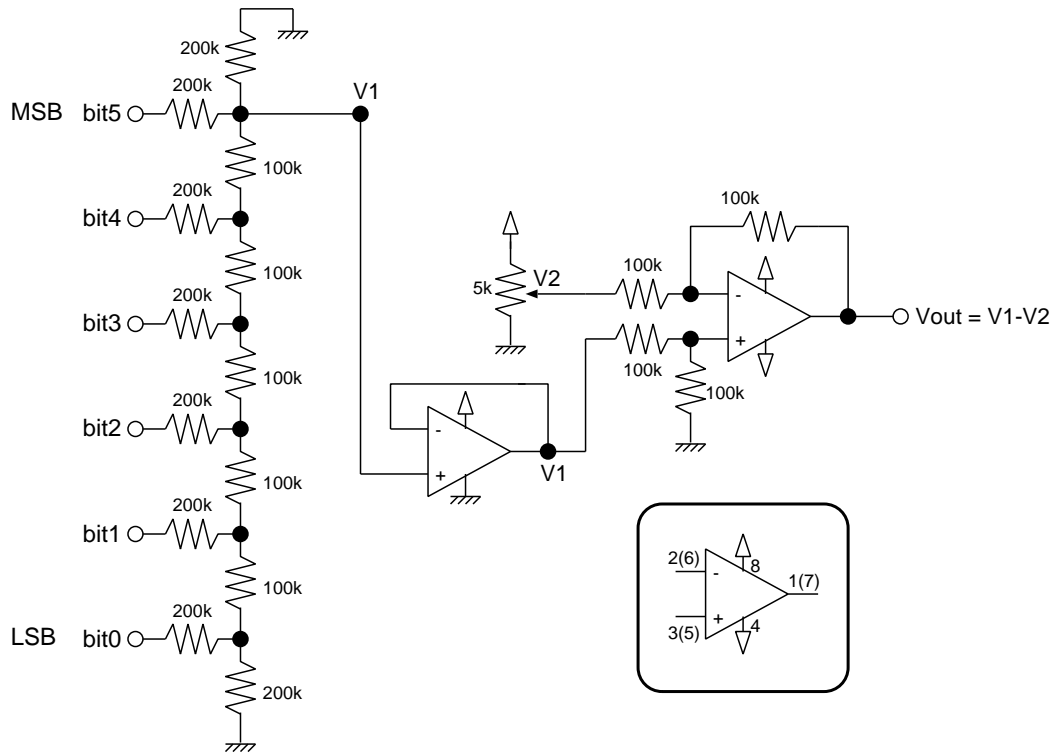 200k
200k
V1
MSB
bit5
100k
200k
bit4
100k
100k
200k
V2
5k
100k
-
Vout = V1-V2
bit3
+
100k
100k
100k
200k
-
bit2
V1
+
100k
200k
bit1
2(6)
8
-
1(7)
100k
200k
+
3(5)
4
LSB
bit0
200k